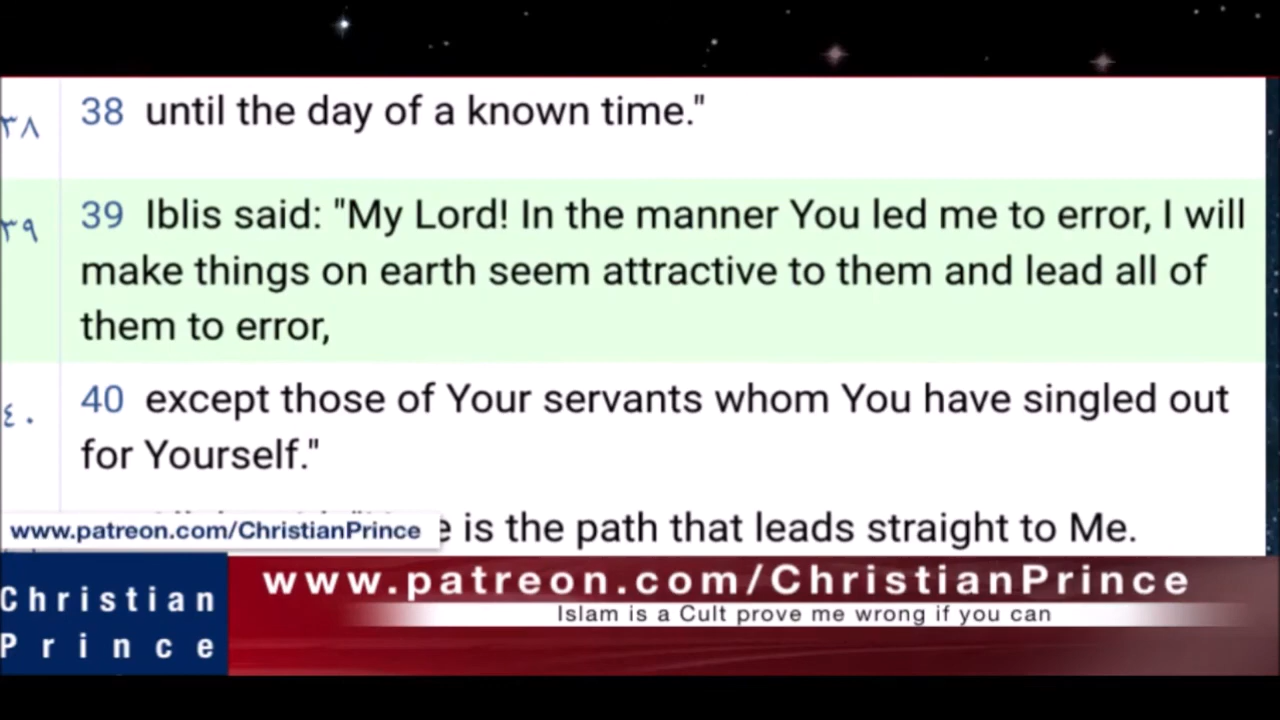 ٣٨ 38 until the day of a known time."
٣٩ 39 Iblis said: "My Lord! In the manner You led me to error, I will
make things on earth seem attractive to them and lead all of
them to error,
٤٠ 40 except those of Your servants whom You have singled out
for Yourself."
is the path that leads straight to Me.
www.patreon.com/ChristianPrince
www.patreon.com/ChristianPrince
Islam is a Cult prove me wrong if you can
Christian
Prince